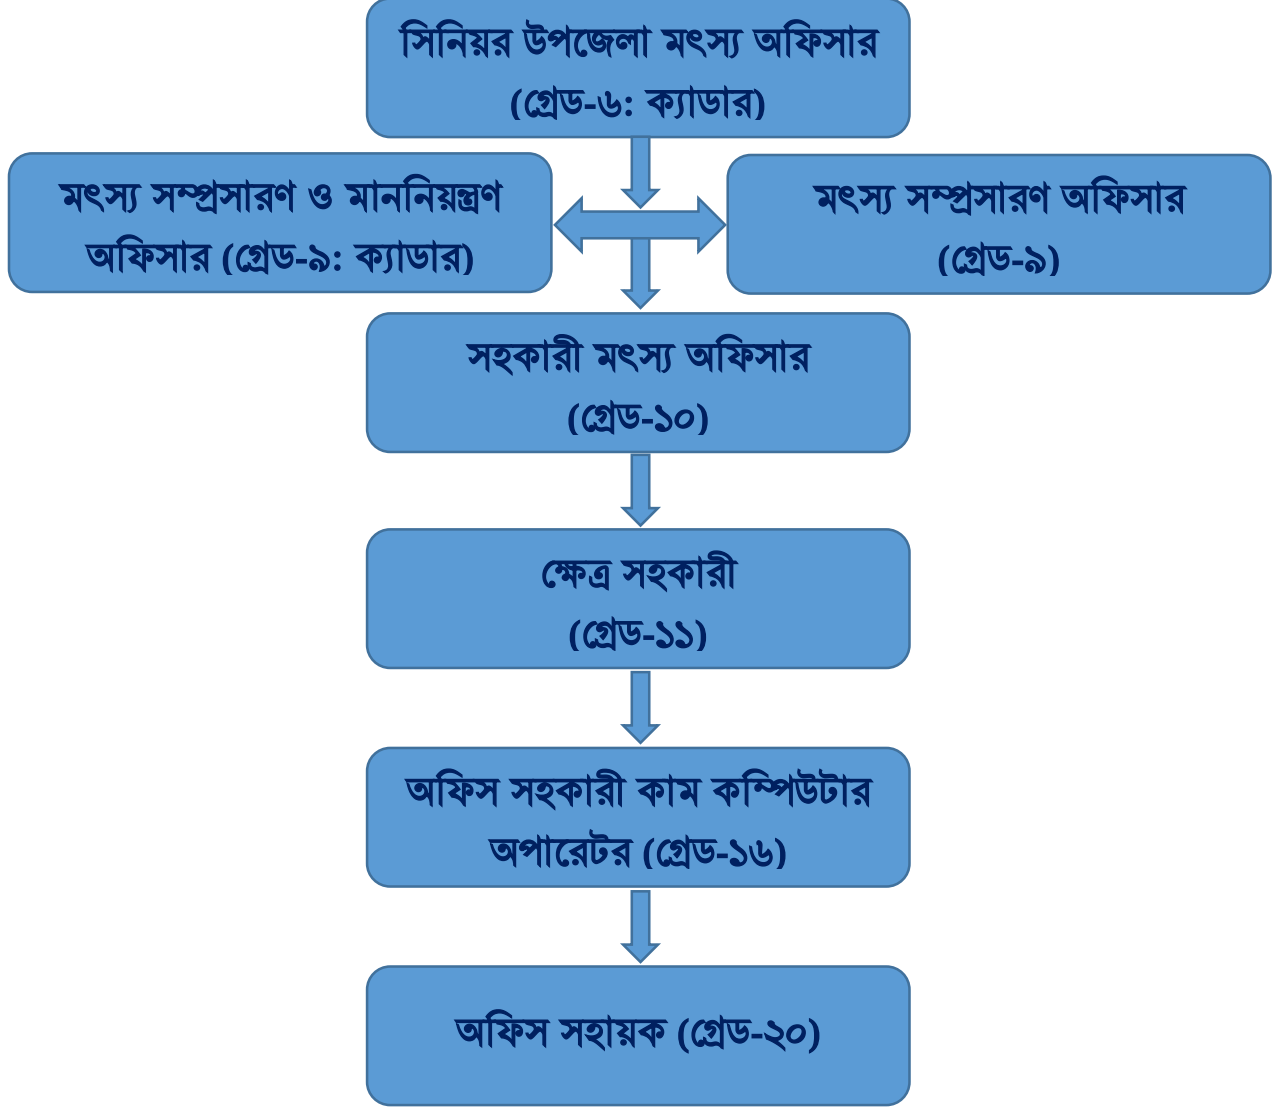 সিনিয়র উপজেলা মৎস্য অফিসার
(গ্রেড-৬: ক্যাডার)
মৎস্য সম্প্রসারণ ও মাননিয়ন্ত্রণ
অফিসার (গ্রেড-৯: ক্যাডার)
মৎস্য সম্প্রসারণ অফিসার
(গ্রেড-৯)
সহকারী মৎস্য অফিসার
(গ্রেড-১০)
ক্ষেত্র সহকারী
(গ্রেড-১১)
অফিস সহকারী কাম কম্পিউটার
অপারেটর (গ্রেড-১৬)
অফিস সহায়ক (গ্রেড-২০)